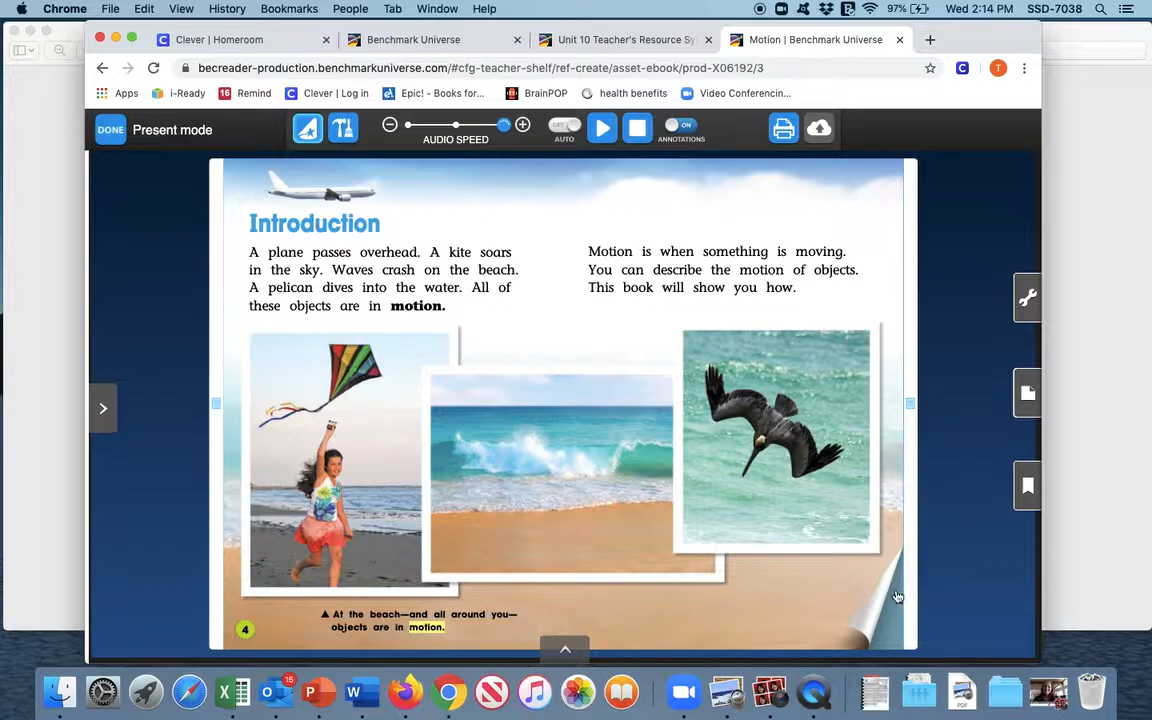 Chrome File Edit View History Bookmarks People Tab Window Help 97% Wed 2:14 PM SSD-7038
Clever | Homeroom Benchmark Universe Unit 10 Teacher's Resource Sy Motion | Benchmark Universe
becreader-production.benchmarkuniverse.com/#cfg-teacher-shelf/ref-create/asset-ebook/prod-X06192/3 T
Apps i-Ready 16 Remind Clever | Log in Epic! - Books for... BrainPOP health benefits Video Conferencin...
DONE Present mode AUDIO SPEED OFF AUTO ON ANNOTATIONS
Introduction
A plane passes overhead. A kite soars
in the sky. Waves crash on the beach.
A pelican dives into the water. All of
these objects are in motion.
Motion is when something is moving.
You can describe the motion of objects.
This book will show you how.
▲ At the beach—and all around you—
objects are in motion.
4
15
PDF